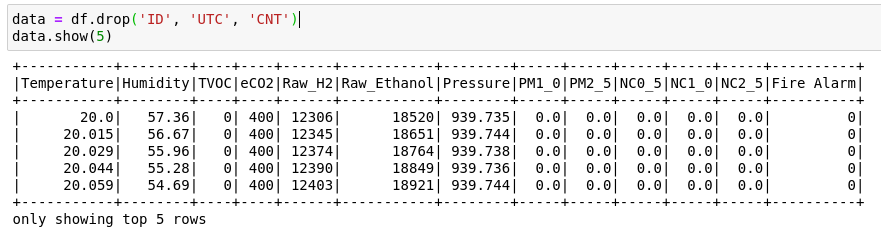 data = df.drop('ID', 'UTC', 'CNT')
data.show(5)
+-----------+--------+----+----+------+-----------+--------+-----+-----+-----+-----+-----+----------+
|Temperature|Humidity|TVOC|eCO2|Raw_H2|Raw_Ethanol|Pressure|PM1_0|PM2_5|NC0_5|NC1_0|NC2_5|Fire Alarm|
+-----------+--------+----+----+------+-----------+--------+-----+-----+-----+-----+-----+----------+
|       20.0|   57.36|   0| 400| 12306|      18520| 939.735|  0.0|  0.0|  0.0|  0.0|  0.0|         0|
|     20.015|   56.67|   0| 400| 12345|      18651| 939.744|  0.0|  0.0|  0.0|  0.0|  0.0|         0|
|     20.029|   55.96|   0| 400| 12374|      18764| 939.738|  0.0|  0.0|  0.0|  0.0|  0.0|         0|
|     20.044|   55.28|   0| 400| 12390|      18849| 939.736|  0.0|  0.0|  0.0|  0.0|  0.0|         0|
|     20.059|   54.69|   0| 400| 12403|      18921| 939.744|  0.0|  0.0|  0.0|  0.0|  0.0|         0|
+-----------+--------+----+----+------+-----------+--------+-----+-----+-----+-----+-----+----------+
only showing top 5 rows